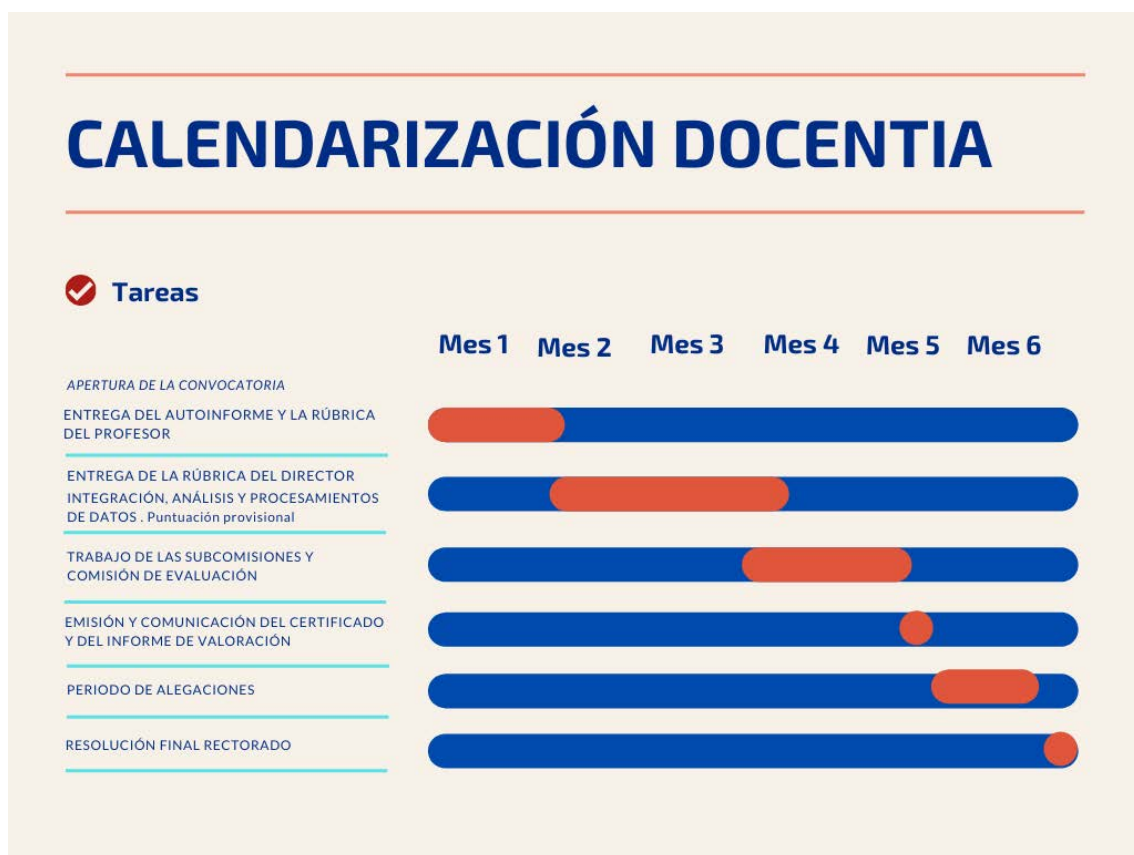 CALENDARIZACIÓN DOCENTIA
Tareas
Mes 1 Mes 2 Mes 3 Mes 4 Mes 5 Mes 6
APERTURA DE LA CONVOCATORIA
ENTREGA DEL AUTOINFORME Y LA RÚBRICA
DEL PROFESOR
ENTREGA DE LA RÚBRICA DEL DIRECTOR
INTEGRACIÓN, ANÁLISIS Y PROCESAMIENTOS
DE DATOS . Puntuación provisional
TRABAJO DE LAS SUBCOMISIONES Y
COMISIÓN DE EVALUACIÓN
EMISIÓN Y COMUNICACIÓN DEL CERTIFICADO
Y DEL INFORME DE VALORACIÓN
PERIODO DE ALEGACIONES
RESOLUCIÓN FINAL RECTORADO